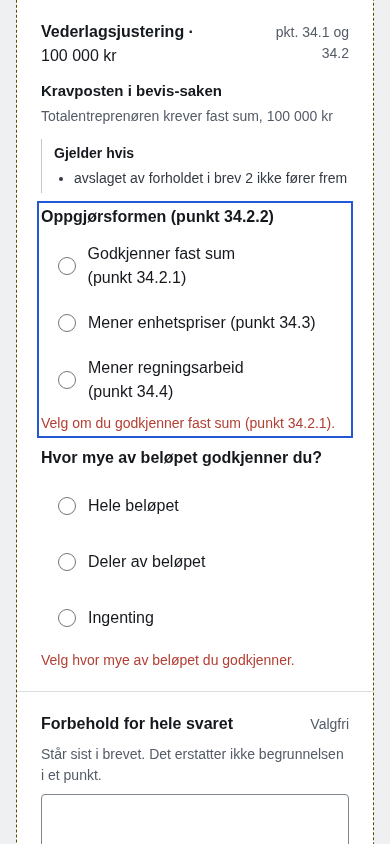 Vederlagsjustering ·
100 000 kr
pkt. 34.1 og
34.2
Kravposten i bevis-saken
Totalentreprenøren krever fast sum, 100 000 kr
Gjelder hvis
• avslaget av forholdet i brev 2 ikke fører frem
Oppgjørsformen (punkt 34.2.2)
Godkjenner fast sum
(punkt 34.2.1)
Mener enhetspriser (punkt 34.3)
Mener regningsarbeid
(punkt 34.4)
Velg om du godkjenner fast sum (punkt 34.2.1).
Hvor mye av beløpet godkjenner du?
Hele beløpet
Deler av beløpet
Ingenting
Velg hvor mye av beløpet du godkjenner.
Forbehold for hele svaret
Valgfri
Står sist i brevet. Det erstatter ikke begrunnelsen
i et punkt.